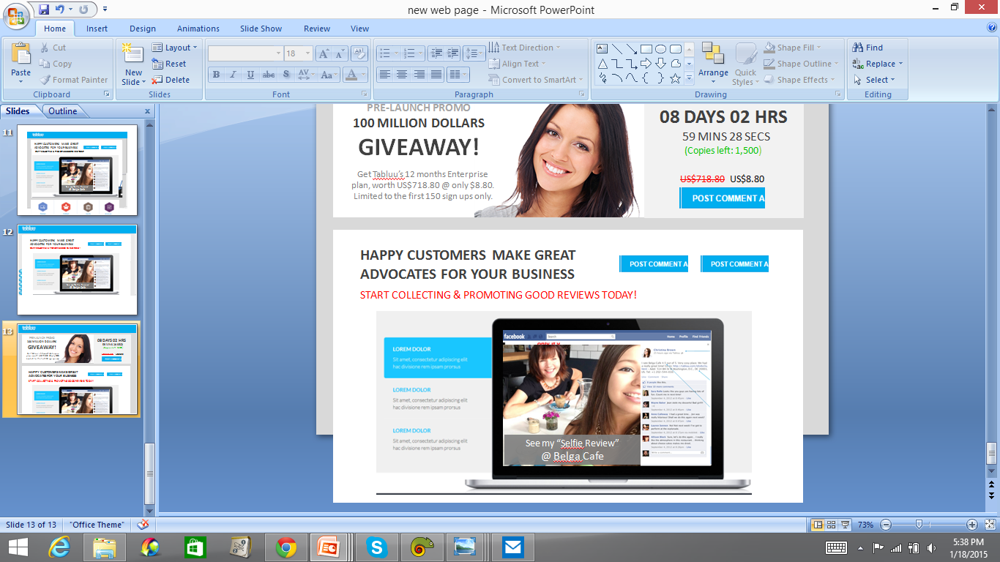 new web page - Microsoft PowerPoint
Home Insert Design Animations Slide Show Review View
Paste
Cut
Copy
Format Painter
Clipboard
New Slide
Layout
Reset
Delete
Slides
18
B I U abc S AV Aa A
Font
Text Direction
Align Text
Convert to SmartArt
Paragraph
Arrange
Quick Styles
Shape Fill
Shape Outline
Shape Effects
Drawing
Find
Replace
Select
Editing
Slides Outline x
11
12
13
PRE-LAUNCH PROMO
100 MILLION DOLLARS
GIVEAWAY!
Get Tabluu's 12 months Enterprise
plan, worth US$718.80 @ only $8.80.
Limited to the first 150 sign ups only.
08 DAYS 02 HRS
59 MINS 28 SECS
(Copies left: 1,500)
US$718.80 US$8.80
POST COMMENT A
HAPPY CUSTOMERS MAKE GREAT
ADVOCATES FOR YOUR BUSINESS
POST COMMENT A
POST COMMENT A
START COLLECTING & PROMOTING GOOD REVIEWS TODAY!
LOREM DOLOR
Sit amet, consectetur adipiscing elit
hac divisione rem ipsam prorsus
LOREM DOLOR
Sit amet, consectetur adipiscing elit
hac divisione rem ipsam prorsus
LOREM DOLOR
Sit amet, consectetur adipiscing elit
hac divisione rem ipsam prorsus
facebook
Search
Home Profile Find Friends
Christina Brown
See my “Selfie Review”
@ Belga Cafe
Write a comment...
Slide 13 of 13 "Office Theme"
73%
5:38 PM
1/18/2015